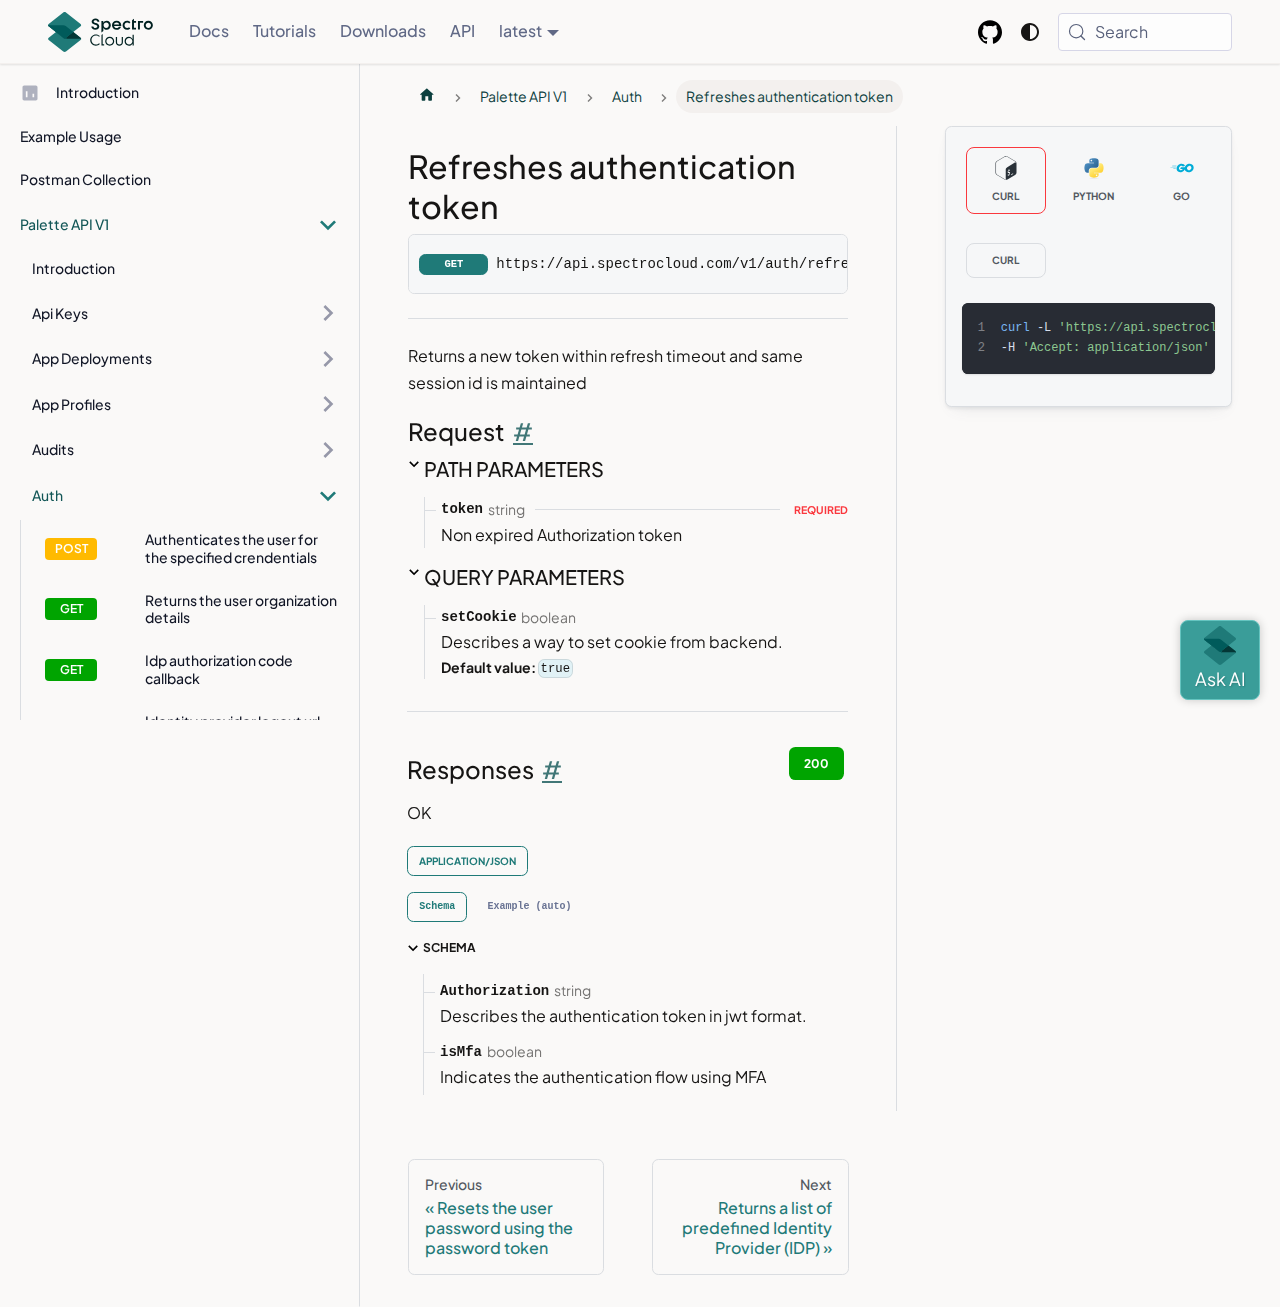 Spectro
Cloud
Docs
Tutorials
Downloads
API
latest
Search
Introduction
Example Usage
Postman Collection
Palette API V1
Introduction
Api Keys
App Deployments
App Profiles
Audits
Auth
POST
Authenticates the user for
the specified crendentials
GET
Returns the user organization
details
GET
Idp authorization code
callback
Palette API V1
Auth
Refreshes authentication token
Refreshes authentication
token
GET
https://api.spectrocloud.com/v1/auth/refre
Returns a new token within refresh timeout and same
session id is maintained
Request #
PATH PARAMETERS
token string
REQUIRED
Non expired Authorization token
QUERY PARAMETERS
setCookie boolean
Describes a way to set cookie from backend.
Default value: true
Responses #
200
OK
APPLICATION/JSON
Schema
Example (auto)
SCHEMA
Authorization string
Describes the authentication token in jwt format.
isMfa boolean
Indicates the authentication flow using MFA
Previous
« Resets the user
password using the
password token
Next
Returns a list of
predefined Identity
Provider (IDP) »
CURL
PYTHON
GO
CURL
1 curl -L 'https://api.spectrocl
2 -H 'Accept: application/json'
Ask AI